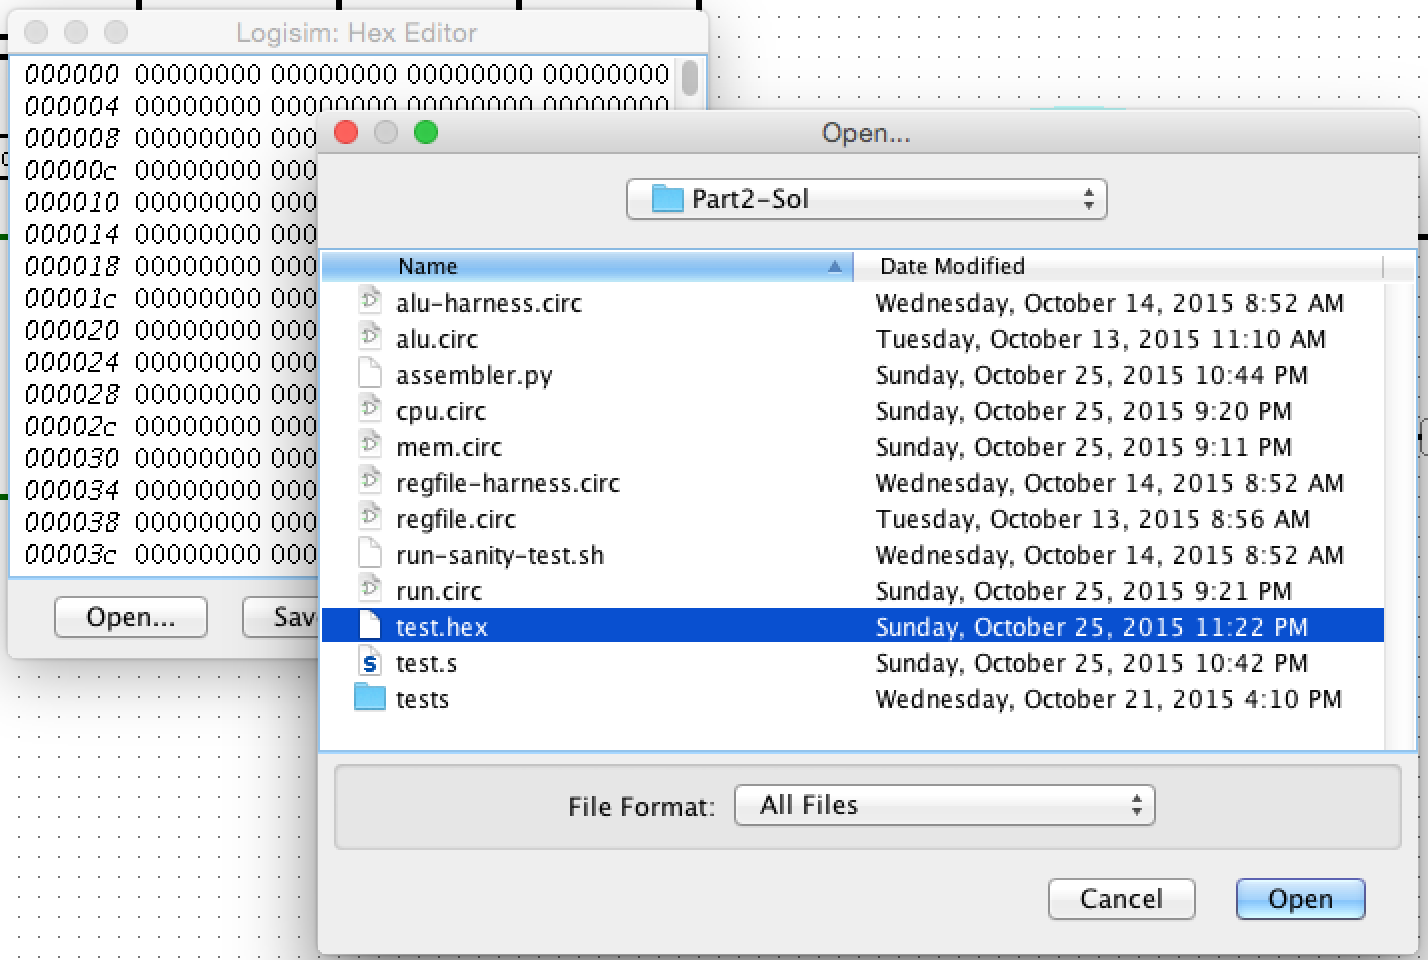 Logisim: Hex Editor
000000 00000000 00000000 00000000 00000000
000004 00000000 00000000 00000000 00000000
000008 00000000 000
00000c 00000000 000
000010 00000000 000
000014 00000000 000
000018 00000000 000
00001c 00000000 000
000020 00000000 000
000024 00000000 000
000028 00000000 000
00002c 00000000 000
000030 00000000 000
000034 00000000 000
000038 00000000 000
00003c 00000000 000
Open... Sav
Open...
Part2-Sol
Name Date Modified
alu-harness.circ Wednesday, October 14, 2015 8:52 AM
alu.circ Tuesday, October 13, 2015 11:10 AM
assembler.py Sunday, October 25, 2015 10:44 PM
cpu.circ Sunday, October 25, 2015 9:20 PM
mem.circ Sunday, October 25, 2015 9:11 PM
regfile-harness.circ Wednesday, October 14, 2015 8:52 AM
regfile.circ Tuesday, October 13, 2015 8:56 AM
run-sanity-test.sh Wednesday, October 14, 2015 8:52 AM
run.circ Sunday, October 25, 2015 9:21 PM
test.hex Sunday, October 25, 2015 11:22 PM
test.s Sunday, October 25, 2015 10:42 PM
tests Wednesday, October 21, 2015 4:10 PM
File Format: All Files
Cancel Open